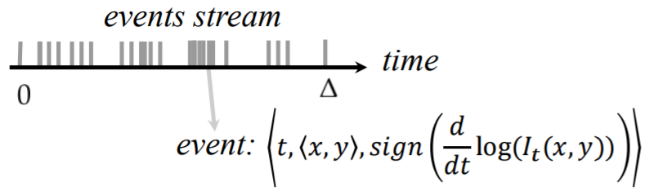 events stream
time
0 Δ
event: ⟨t, ⟨x, y⟩, sign(d/dt log(I_t(x, y)))⟩